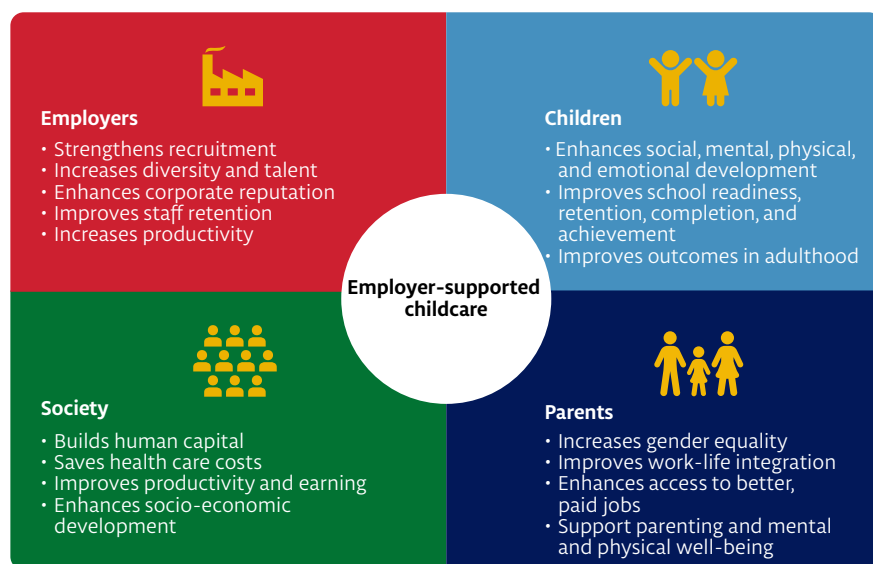 Employers
• Strengthens recruitment
• Increases diversity and talent
• Enhances corporate reputation
• Improves staff retention
• Increases productivity
Children
• Enhances social, mental, physical,
and emotional development
• Improves school readiness,
retention, completion, and
achievement
• Improves outcomes in adulthood
Employer-supported
childcare
Society
• Builds human capital
• Saves health care costs
• Improves productivity and earning
• Enhances socio-economic
development
Parents
• Increases gender equality
• Improves work-life integration
• Enhances access to better,
paid jobs
• Support parenting and mental
and physical well-being